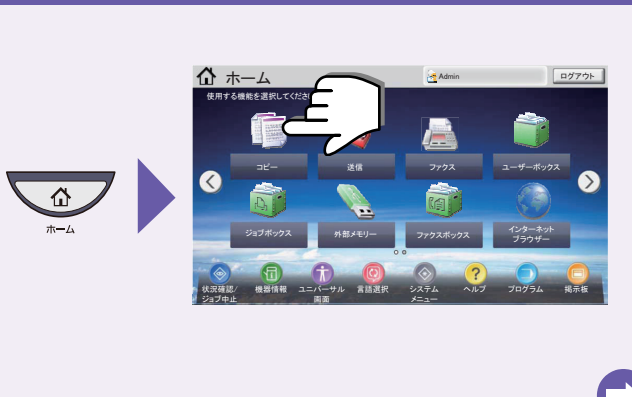 ホーム
ホーム
Admin
ログアウト
使用する機能を選択してくださ
コピー
送信
ファクス
ユーザーボックス
ジョブボックス
外部メモリー
ファクスボックス
インターネット
ブラウザー
状況確認/
ジョブ中止
機器情報
ユニバーサル
画面
言語選択
システム
メニュー
ヘルプ
プログラム
掲示板